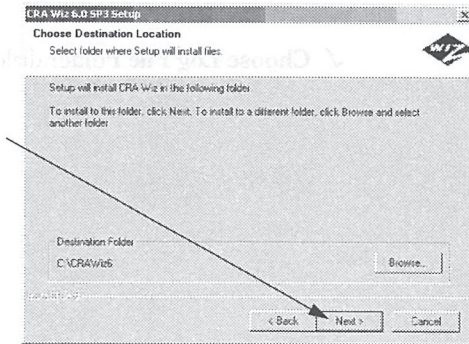 CRA Wiz 6.0 SP3 Setup
Choose Destination Location
Select folder where Setup will install files.
WIZ
Setup will install CRA Wiz in the following folder.
To install to this folder, click Next. To install to a different folder, click Browse and select
another folder.
Destination Folder
C:\CRAWiz6
Browse...
< Back
Next >
Cancel